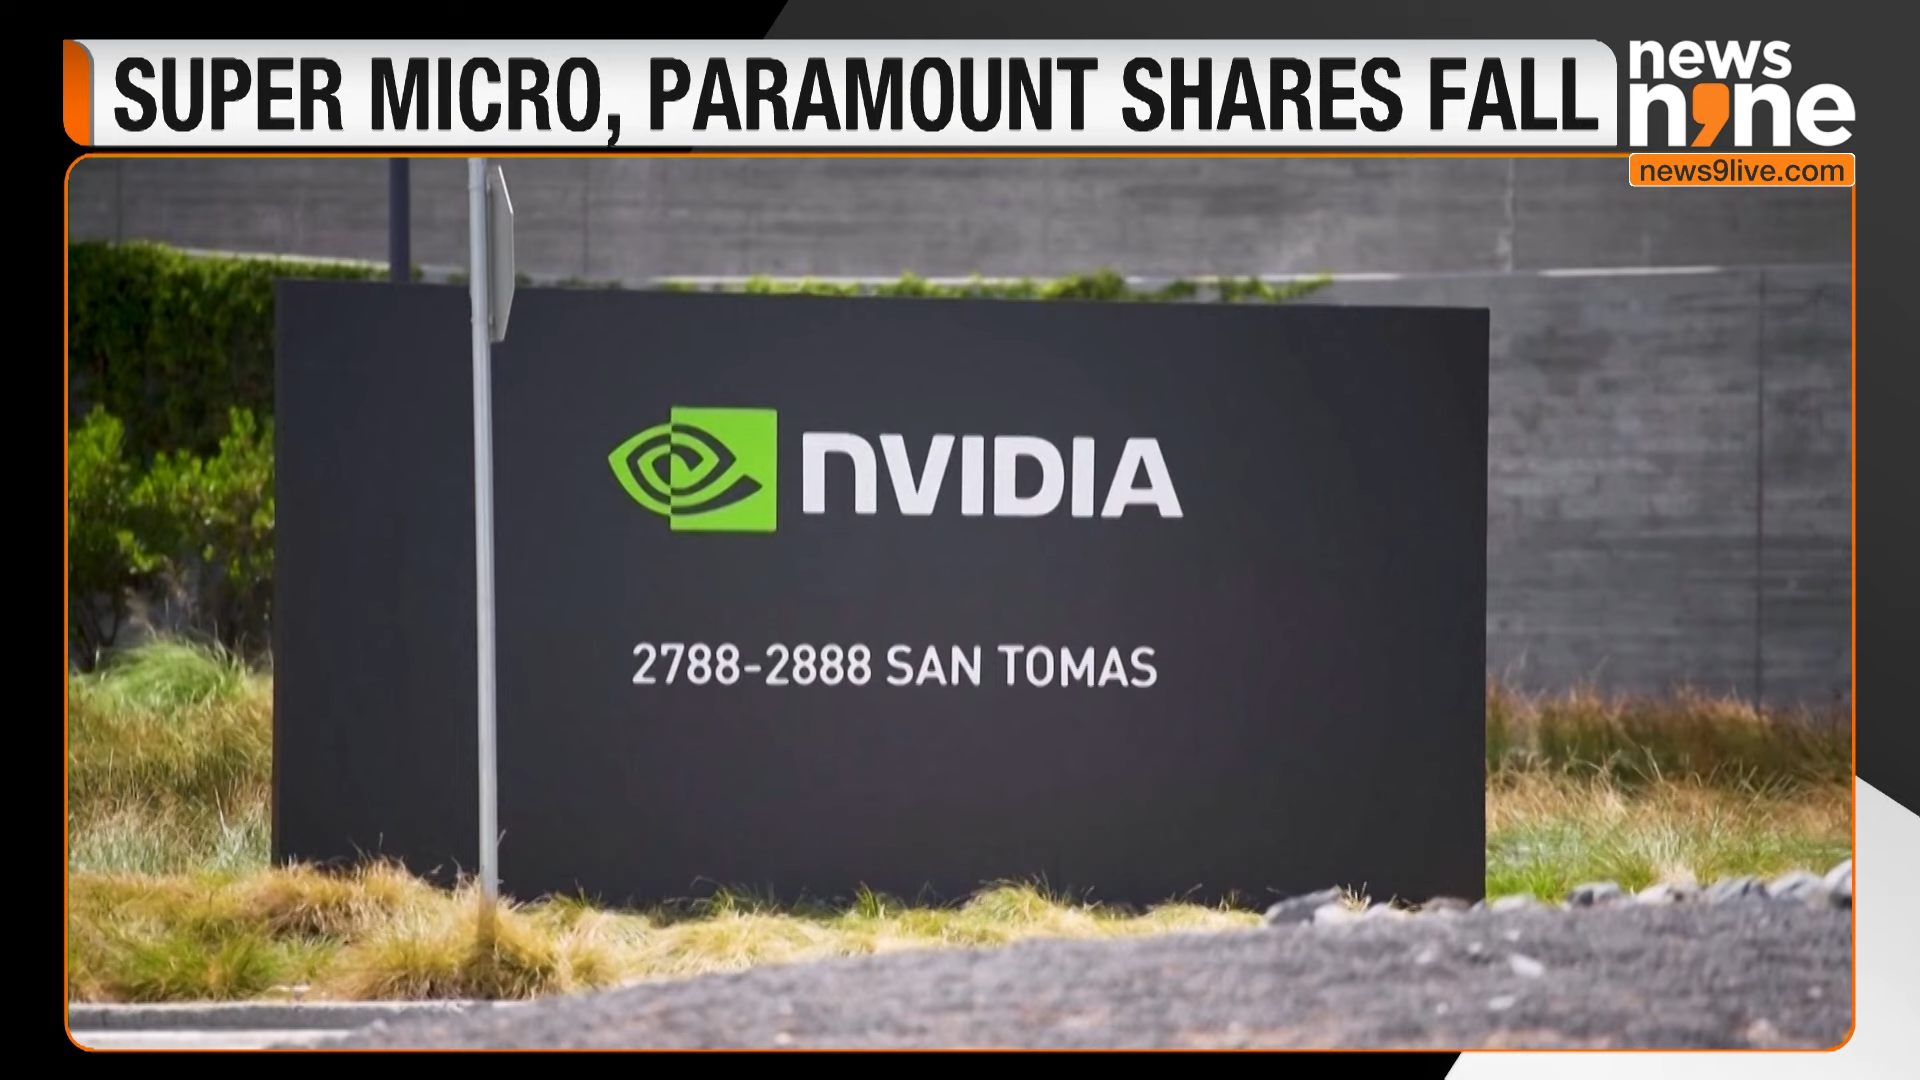 SUPER MICRO, PARAMOUNT SHARES FALL
news
nine
news9live.com
NVIDIA
2788-2888 SAN TOMAS